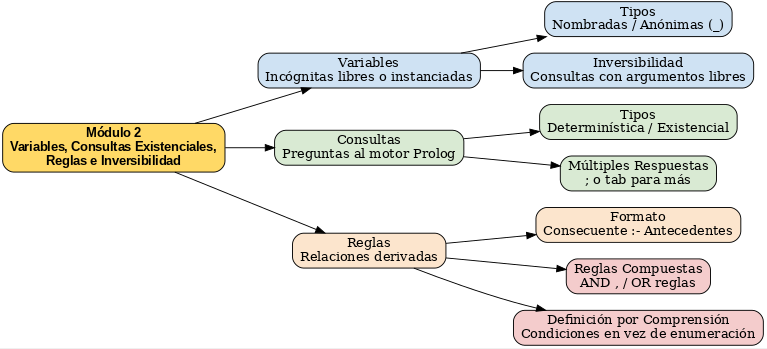 Tipos
Nombradas / Anónimas (_)
Variables
Incógnitas libres o instanciadas
Inversibilidad
Consultas con argumentos libres
Módulo 2
Variables, Consultas Existenciales,
Reglas e Inversibilidad
Consultas
Preguntas al motor Prolog
Tipos
Determinística / Existencial
Múltiples Respuestas
; o tab para más
Reglas
Relaciones derivadas
Formato
Consecuente :- Antecedentes
Reglas Compuestas
AND , / OR reglas
Definición por Comprensión
Condiciones en vez de enumeración